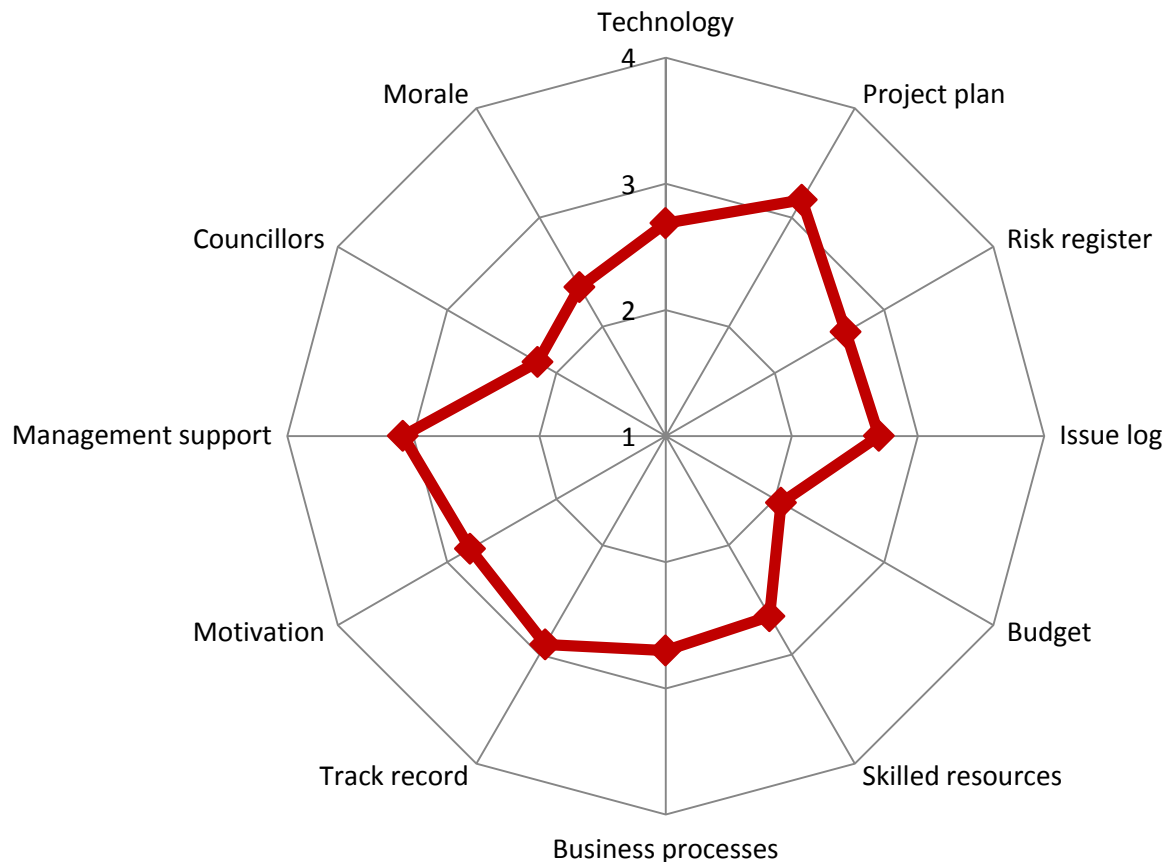 Technology
4
Morale
Project plan
3
Councillors
Risk register
2
Management support
1
Issue log
Motivation
Budget
Track record
Skilled resources
Business processes